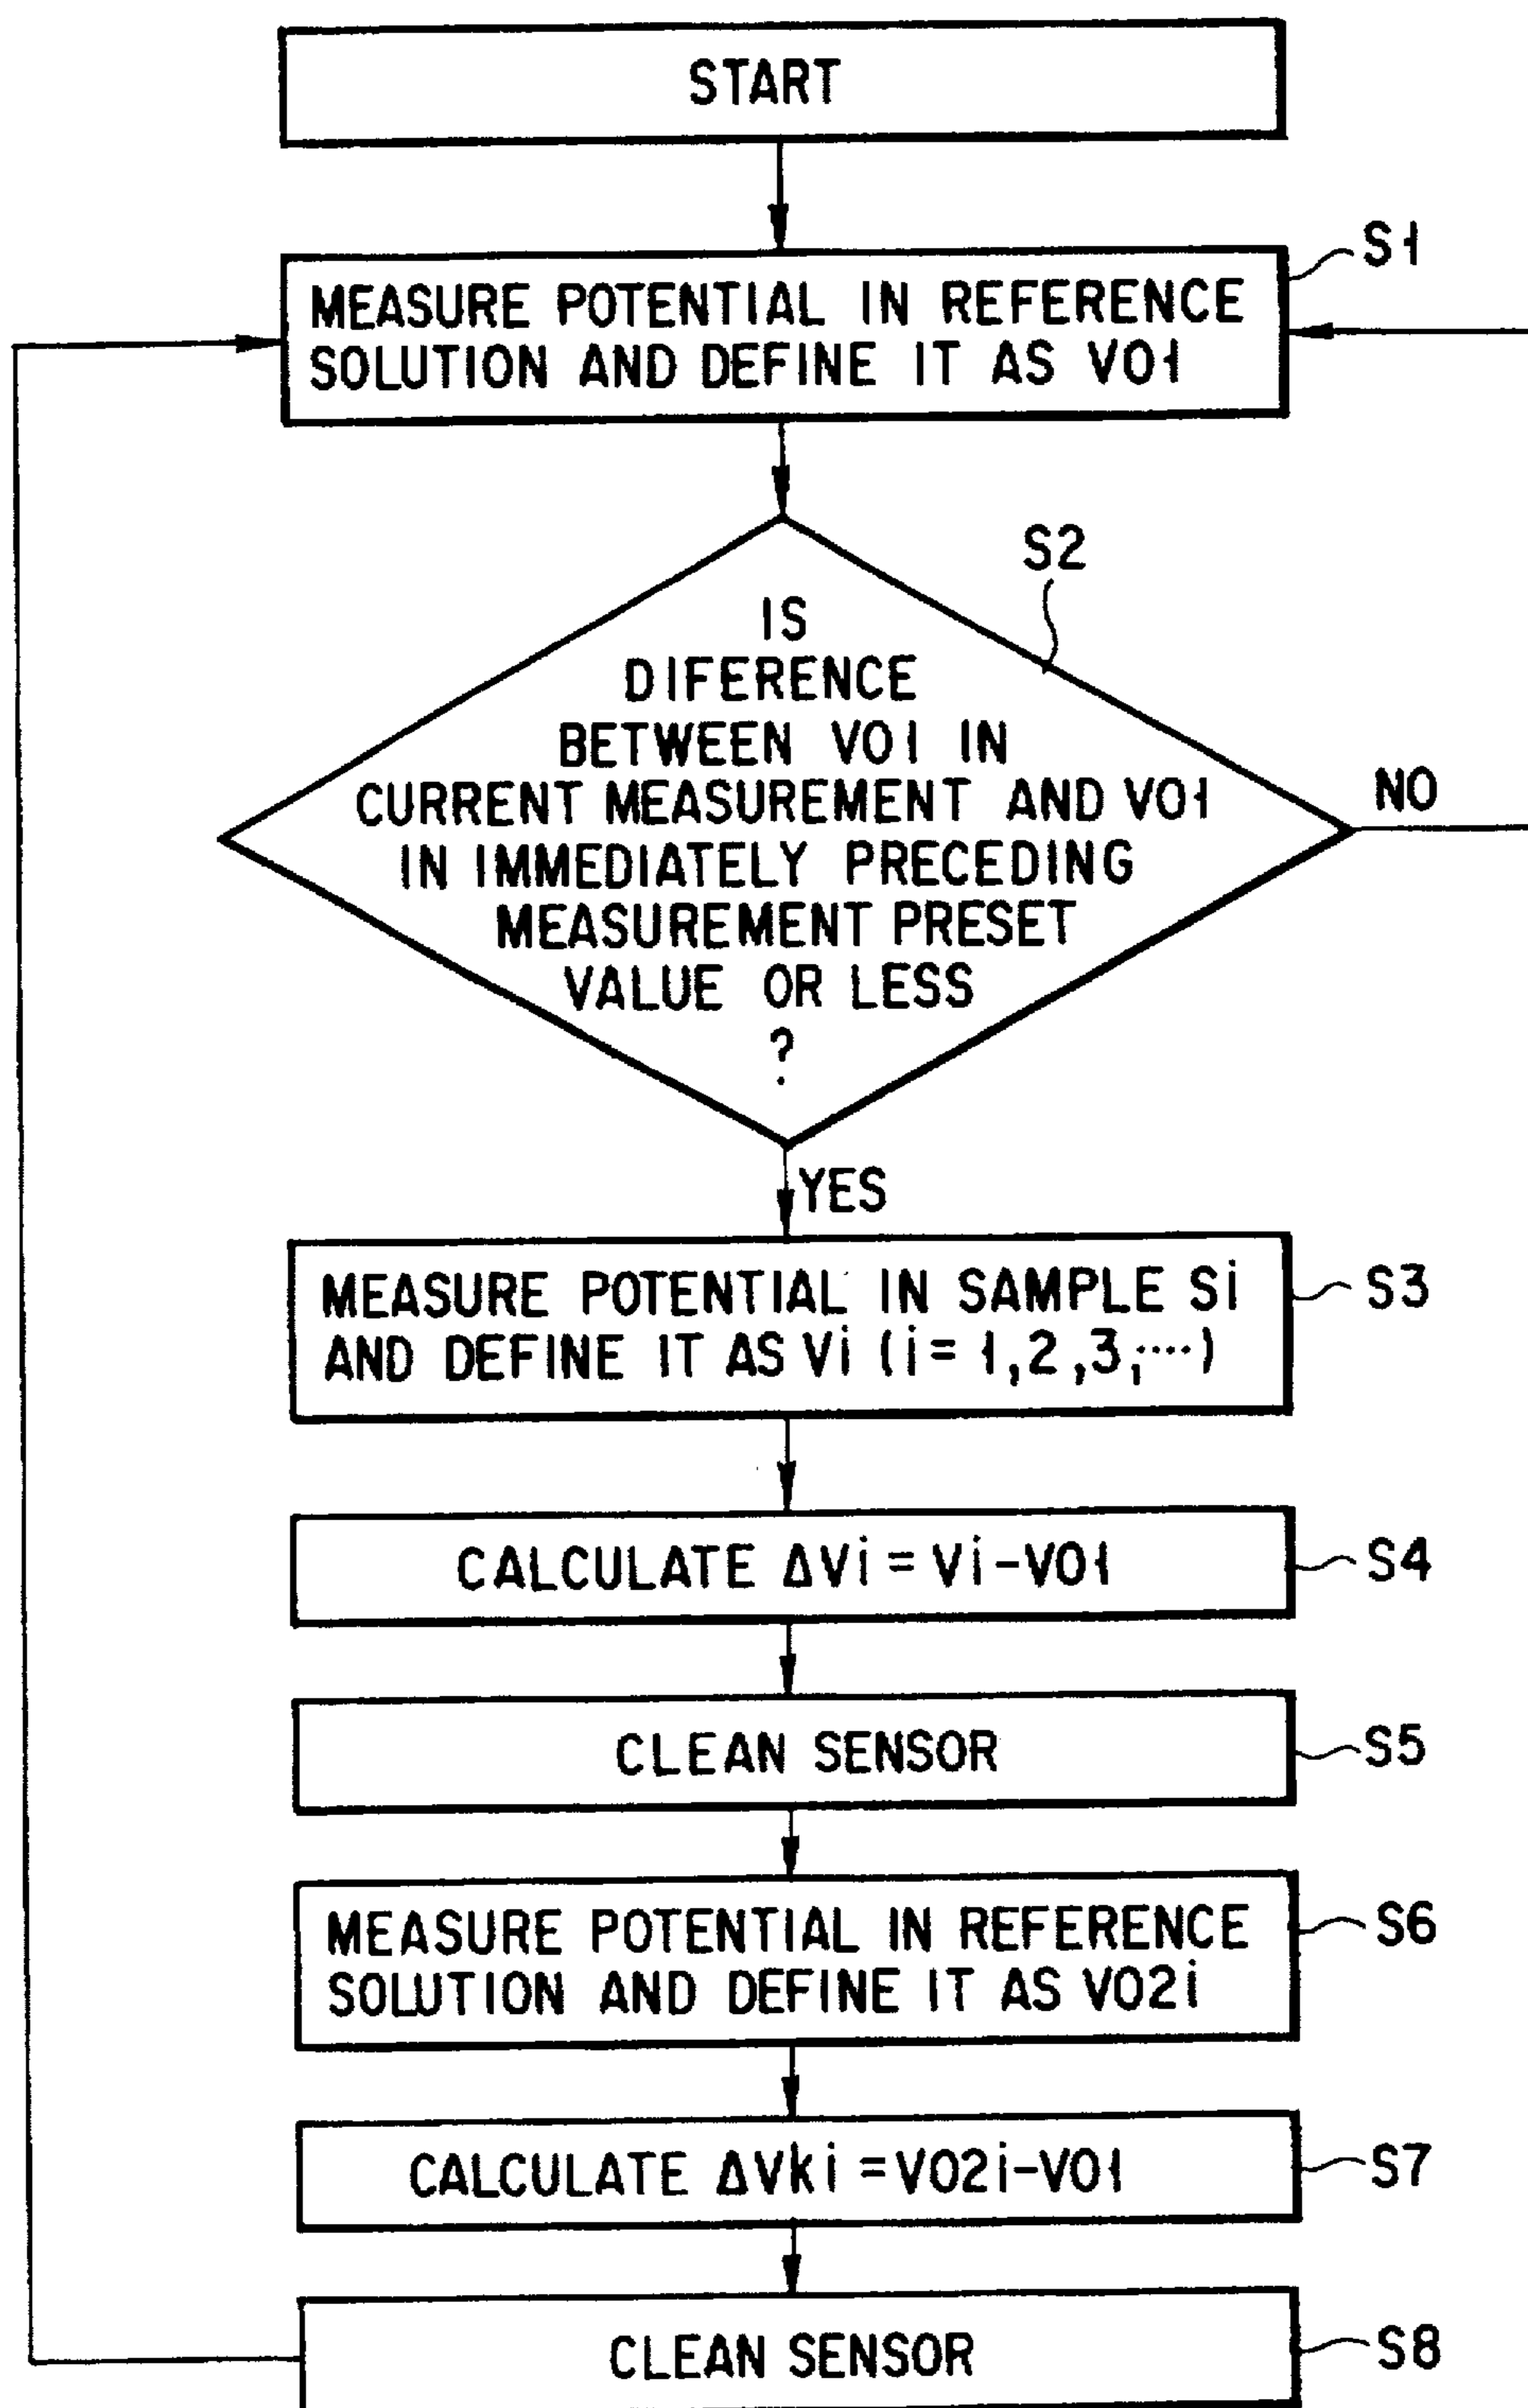 START
S1
MEASURE POTENTIAL IN REFERENCE
SOLUTION AND DEFINE IT AS V01
S2
IS
DIFERENCE
BETWEEN V01 IN
CURRENT MEASUREMENT AND V01
IN IMMEDIATELY PRECEDING
MEASUREMENT PRESET
VALUE OR LESS
?
NO
YES
MEASURE POTENTIAL IN SAMPLE Si
AND DEFINE IT AS Vi (i = 1,2,3,····)
S3
CALCULATE ΔVi = Vi-V01
S4
CLEAN SENSOR
S5
MEASURE POTENTIAL IN REFERENCE
SOLUTION AND DEFINE IT AS V02i
S6
CALCULATE ΔVki = V02i-V01
S7
CLEAN SENSOR
S8